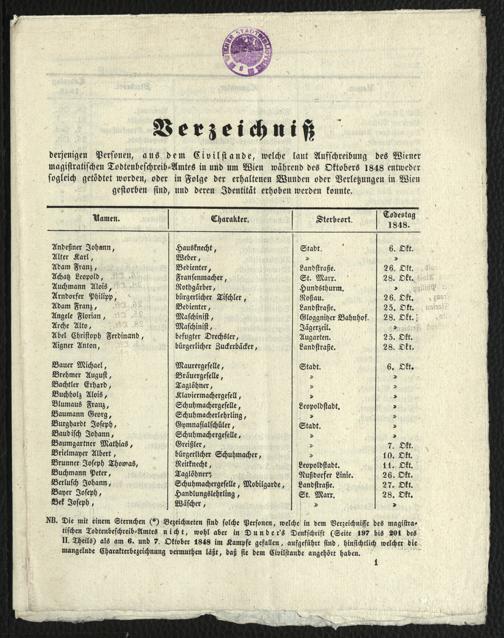 Verzeichniß
derjenigen Personen, aus dem Civilstande, welche laut Aufschreibung des Wiener
magistratischen Todtenbeschreib-Amtes in und um Wien während des Oktobers 1848 entweder
sogleich getödtet worden, oder in Folge der erhaltenen Wunden oder Verletzungen in Wien
gestorben sind, und deren Identität erhoben werden konnte.
Namen. Charakter. Sterbeort. Todestag 1848.
Andeßner Johann, Hausknecht, Stadt. 6. Okt.
Alter Karl, Weber, » »
Adam Franz, Bedienter, Landstraße. 26. Okt.
Achatz Leopold, Fransenmacher, St. Marr. 28. Okt.
Auchmann Alois, Rothgärber, Hundsthurm. »
Arndorfer Philipp, bürgerlicher Tischler, Roßau. 26. Okt.
Adam Franz, Bedienter, Landstraße. 25. Okt.
Angele Florian, Maschinist, Gloggnitzer Bahnhof. 28. Okt.
Arche Alto, Maschinist, Jägerzeil. »
Abel Christoph Ferdinand, befugter Drechsler, Augarten. 25. Okt.
Aigner Anton, bürgerlicher Zuckerbäcker, Landstraße. 28. Okt.
Bauer Michael, Maurergeselle, Stadt. 6. Okt.
Brehmer August, Bräuergeselle, » »
Bachtler Erhard, Taglöhner, » »
Buchholz Alois, Klaviermachergesell, » »
Blumaus Franz, Schuhmachergeselle, Leopoldstadt. »
Baumann Georg, Schuhmacherlehrling, » »
Burghardt Joseph, Gymnasialschüler, Stadt. »
Baudisch Johann, Schuhmachergeselle, » »
Baumgartner Mathias, Greißler, » 7. Okt.
Brielmayer Albert, bürgerlicher Schuhmacher, » 10. Okt.
Brunner Joseph Thomas, Reitknecht, Leopoldstadt. 11. Okt.
Buchmann Peter, Taglöhner, Nußdorfer Linie. 26. Okt.
Berlusch Johann, Schuhmachergeselle, Mobilgarde, Landstraße. 27. Okt.
Bayer Joseph, Handlungslehrling, St. Marr. 28. Okt.
Bek Joseph, Wäscher, » »
NB. Die mit einem Sternchen (*) Bezeichneten sind solche Personen, welche in dem Verzeichnisse des magistra-
tischen Todtenbeschreib-Amtes nicht, wohl aber in Dunder's Denkschrift (Seite 197 bis 201 des
II. Theils) als am 6. und 7. Oktober 1848 im Kampfe gefallen, aufgeführt sind, hinsichtlich welcher die
mangelnde Charakterbezeichnung vermuthen läßt, daß sie dem Civilstande angehört haben.
1